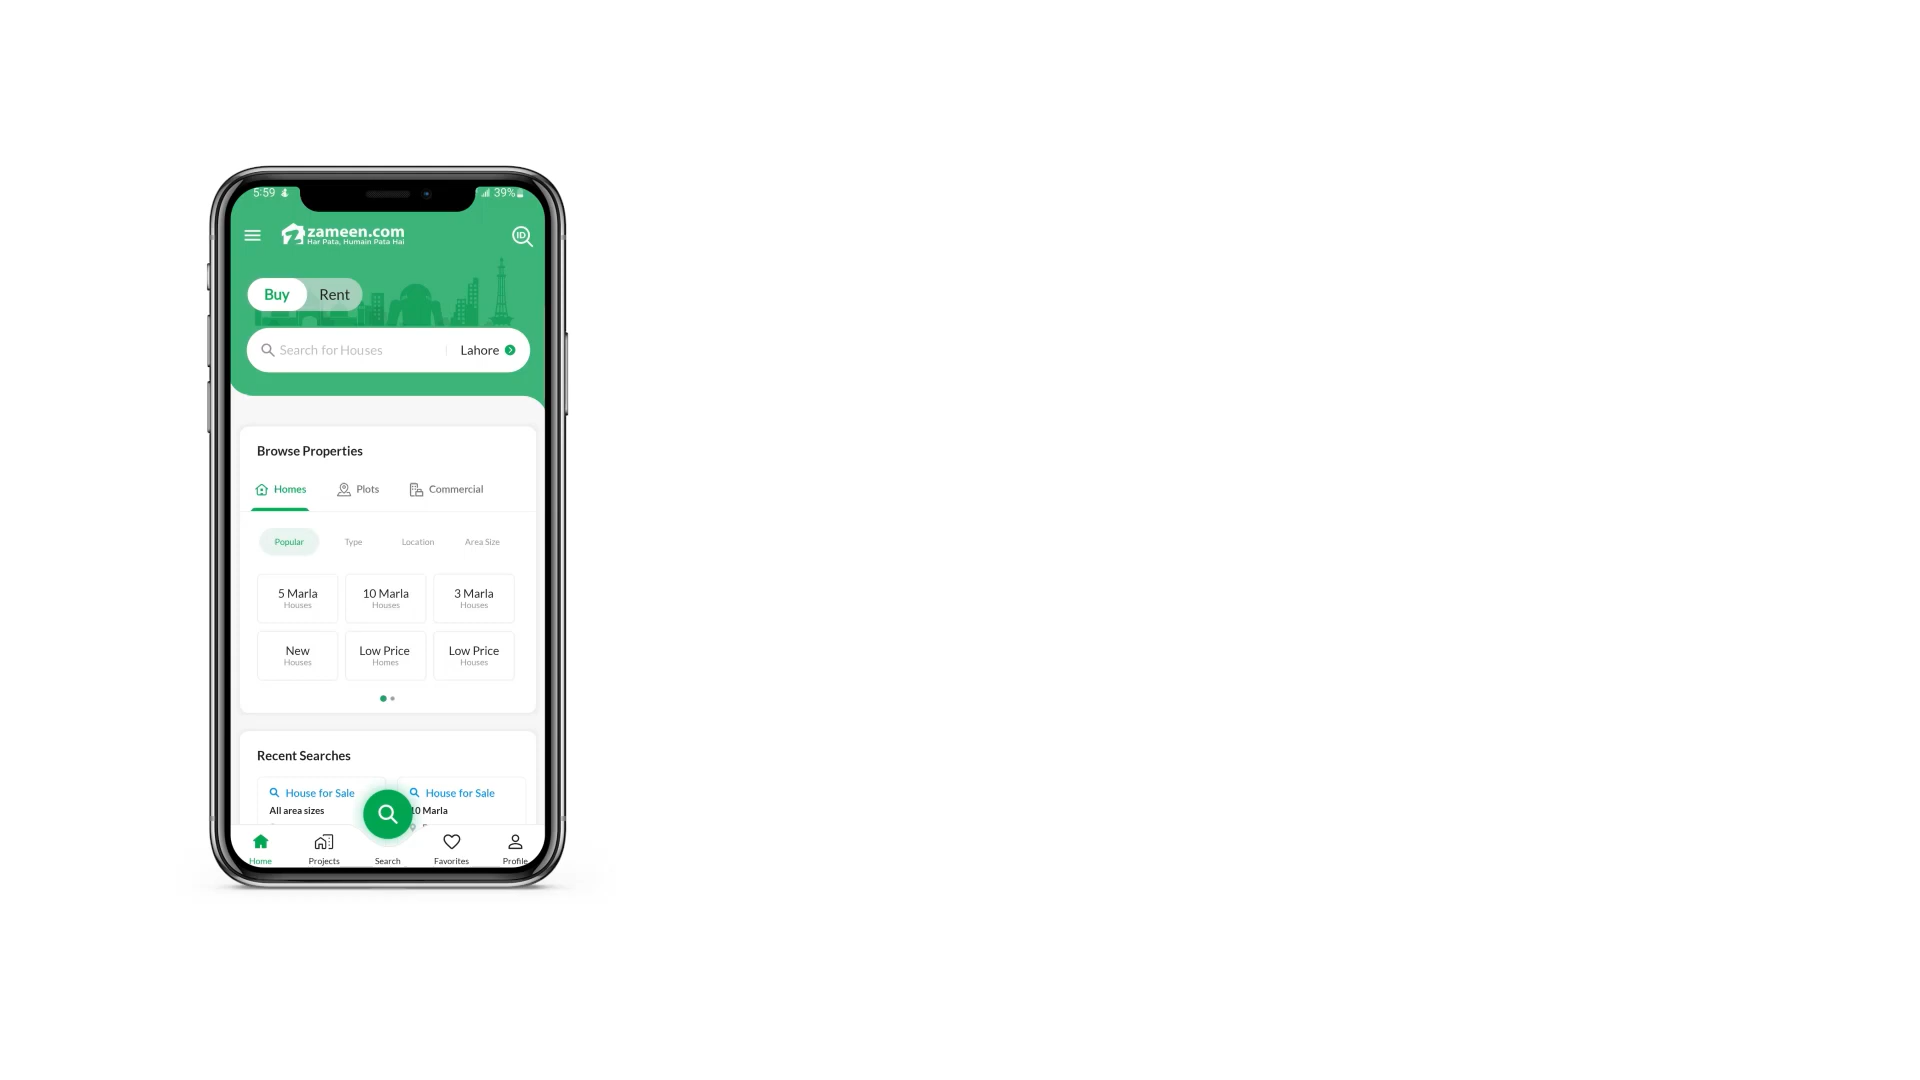 5:59
39%
zameen.com
Har Pata, Humain Pata Hai
ID
Buy Rent
Search for Houses Lahore
Browse Properties
Homes Plots Commercial
Popular Type Location Area Size
5 Marla 10 Marla 3 Marla
Houses Houses Houses
New Low Price Low Price
Houses Homes Houses
Recent Searches
House for Sale House for Sale
All area sizes 10 Marla
Home Projects Search Favorites Profile